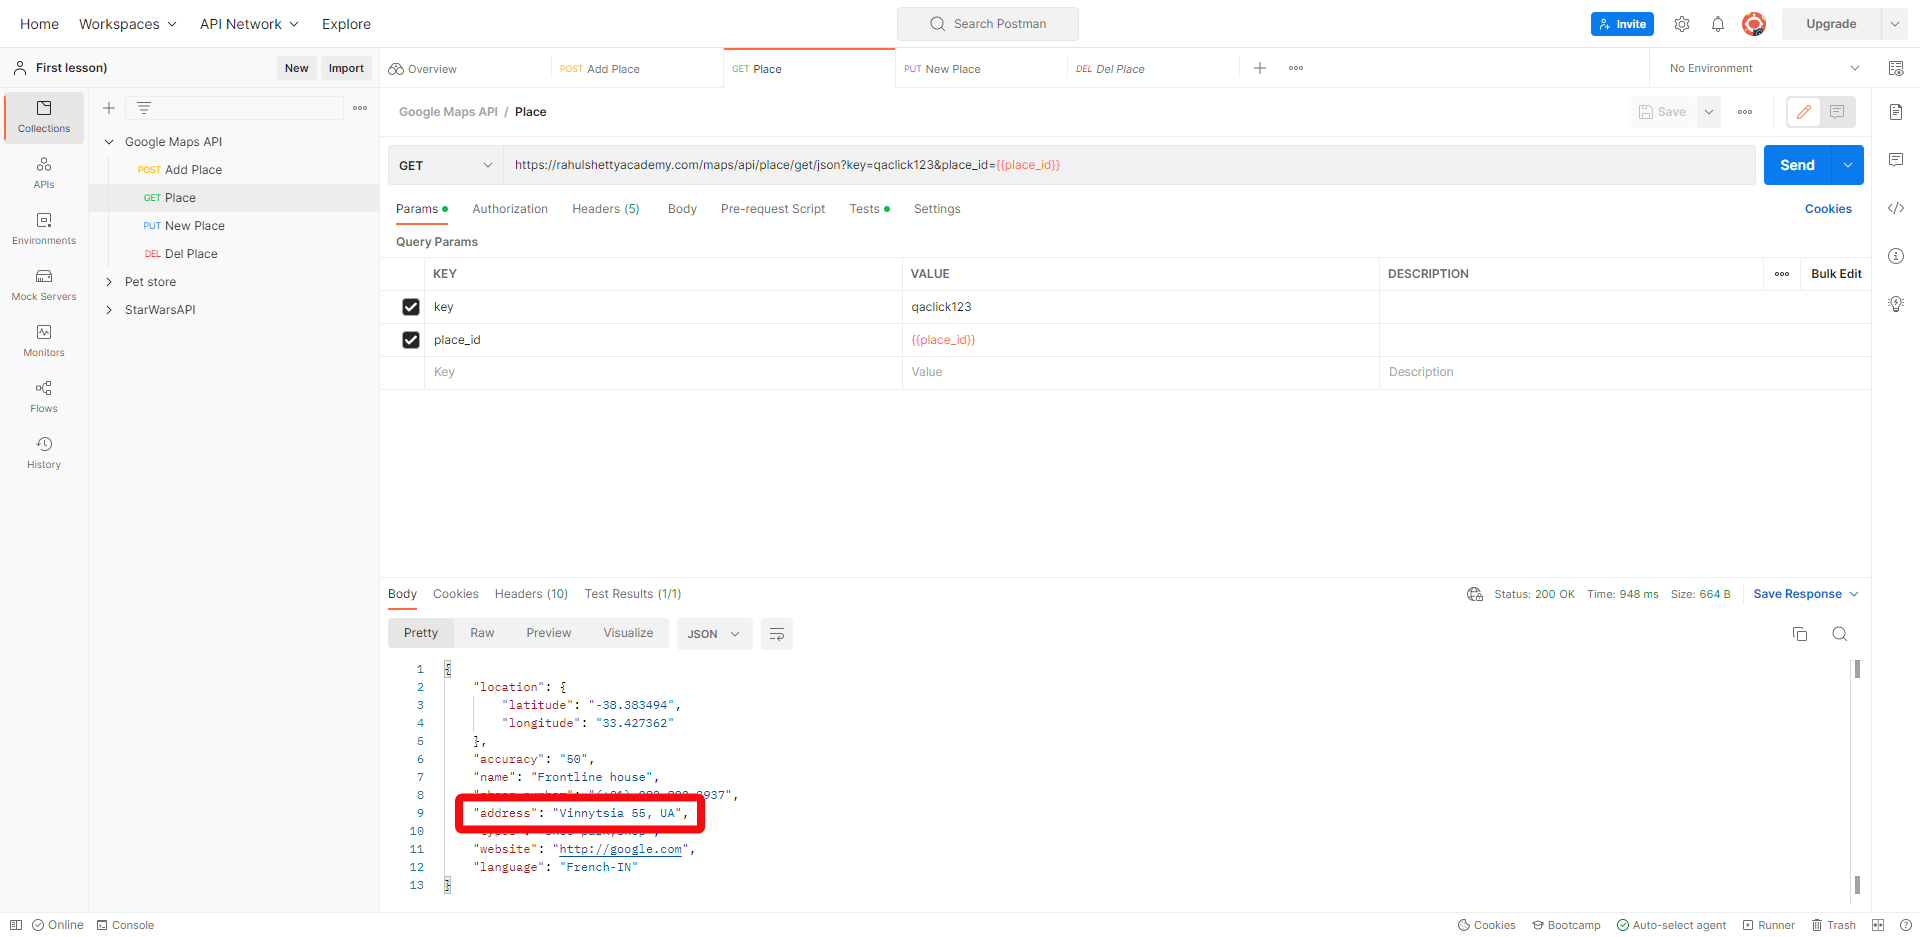 Home Workspaces API Network Explore Search Postman Invite Upgrade
First lesson) New Import Overview POST Add Place GET Place PUT New Place DEL Del Place No Environment
Collections
APIs
Environments
Mock Servers
Monitors
Flows
History
Google Maps API
POST Add Place
GET Place
PUT New Place
DEL Del Place
Pet store
StarWarsAPI
Google Maps API / Place Save
GET https://rahulshettyacademy.com/maps/api/place/get/json?key=qaclick123&place_id={{place_id}} Send
Params Authorization Headers (5) Body Pre-request Script Tests Settings Cookies
Query Params
KEY VALUE DESCRIPTION Bulk Edit
key qaclick123
place_id {{place_id}}
Key Value Description
Body Cookies Headers (10) Test Results (1/1) Status: 200 OK Time: 948 ms Size: 664 B Save Response
Pretty Raw Preview Visualize JSON
1 {
2 "location": {
3 "latitude": "-38.383494",
4 "longitude": "33.427362"
5 },
6 "accuracy": "50",
7 "name": "Frontline house",
8 3937",
9 "address": "Vinnytsia 55, UA",
10
11 "website": "http://google.com",
12 "language": "French-IN"
13 }
Online Console Cookies Bootcamp Auto-select agent Runner Trash